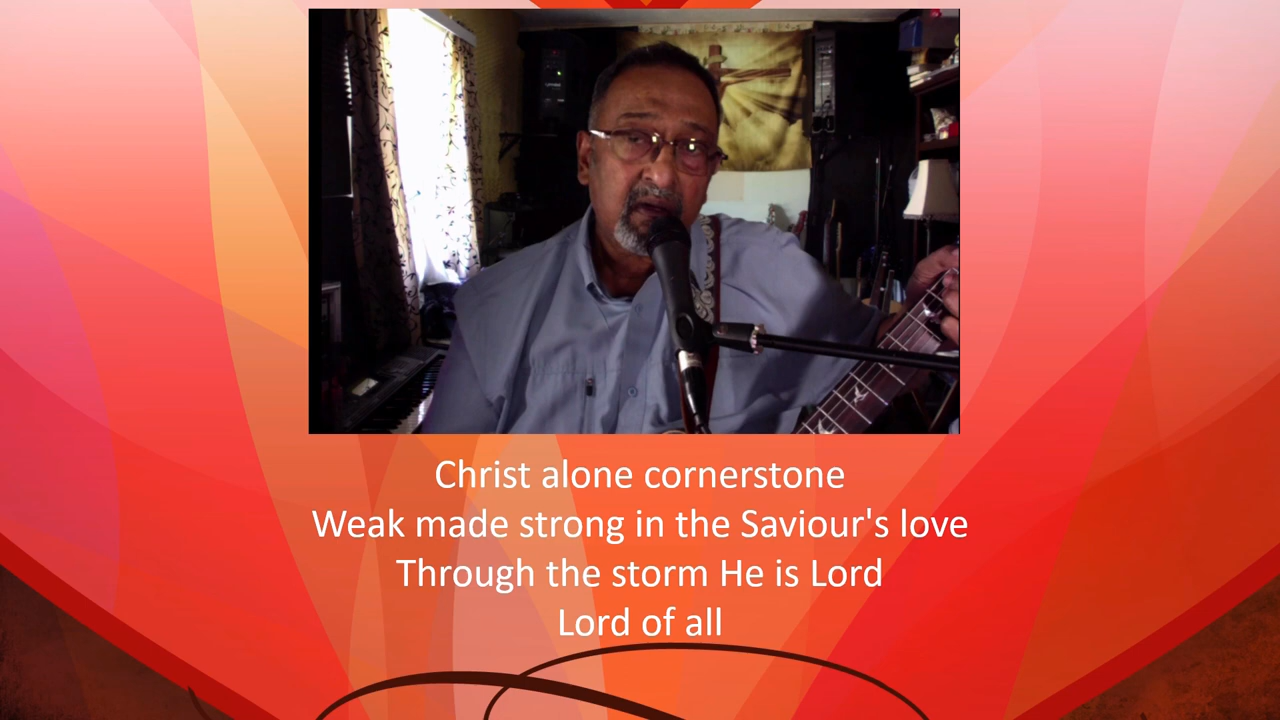 Christ alone cornerstone
Weak made strong in the Saviour's love
Through the storm He is Lord
Lord of all